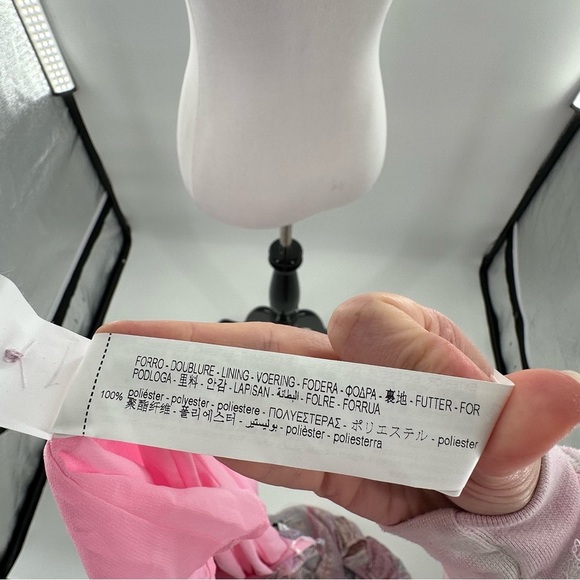 FORRO - DOUBLURE - LINING - VOERING - FODERA - ΦΟΔΡΑ - 裏地 - FUTTER - FOR
PODLOGA - 里料 - 안감 - LAPISAN - البطانة - FOLRE - FORRUA
100% poliéster - polyester - poliestere - ΠΟΛΥΕΣΤΕΡΑΣ - ポリエステル - poliester
聚酯纤维 - 폴리에스터 - بوليستير - polièster - poliesterra